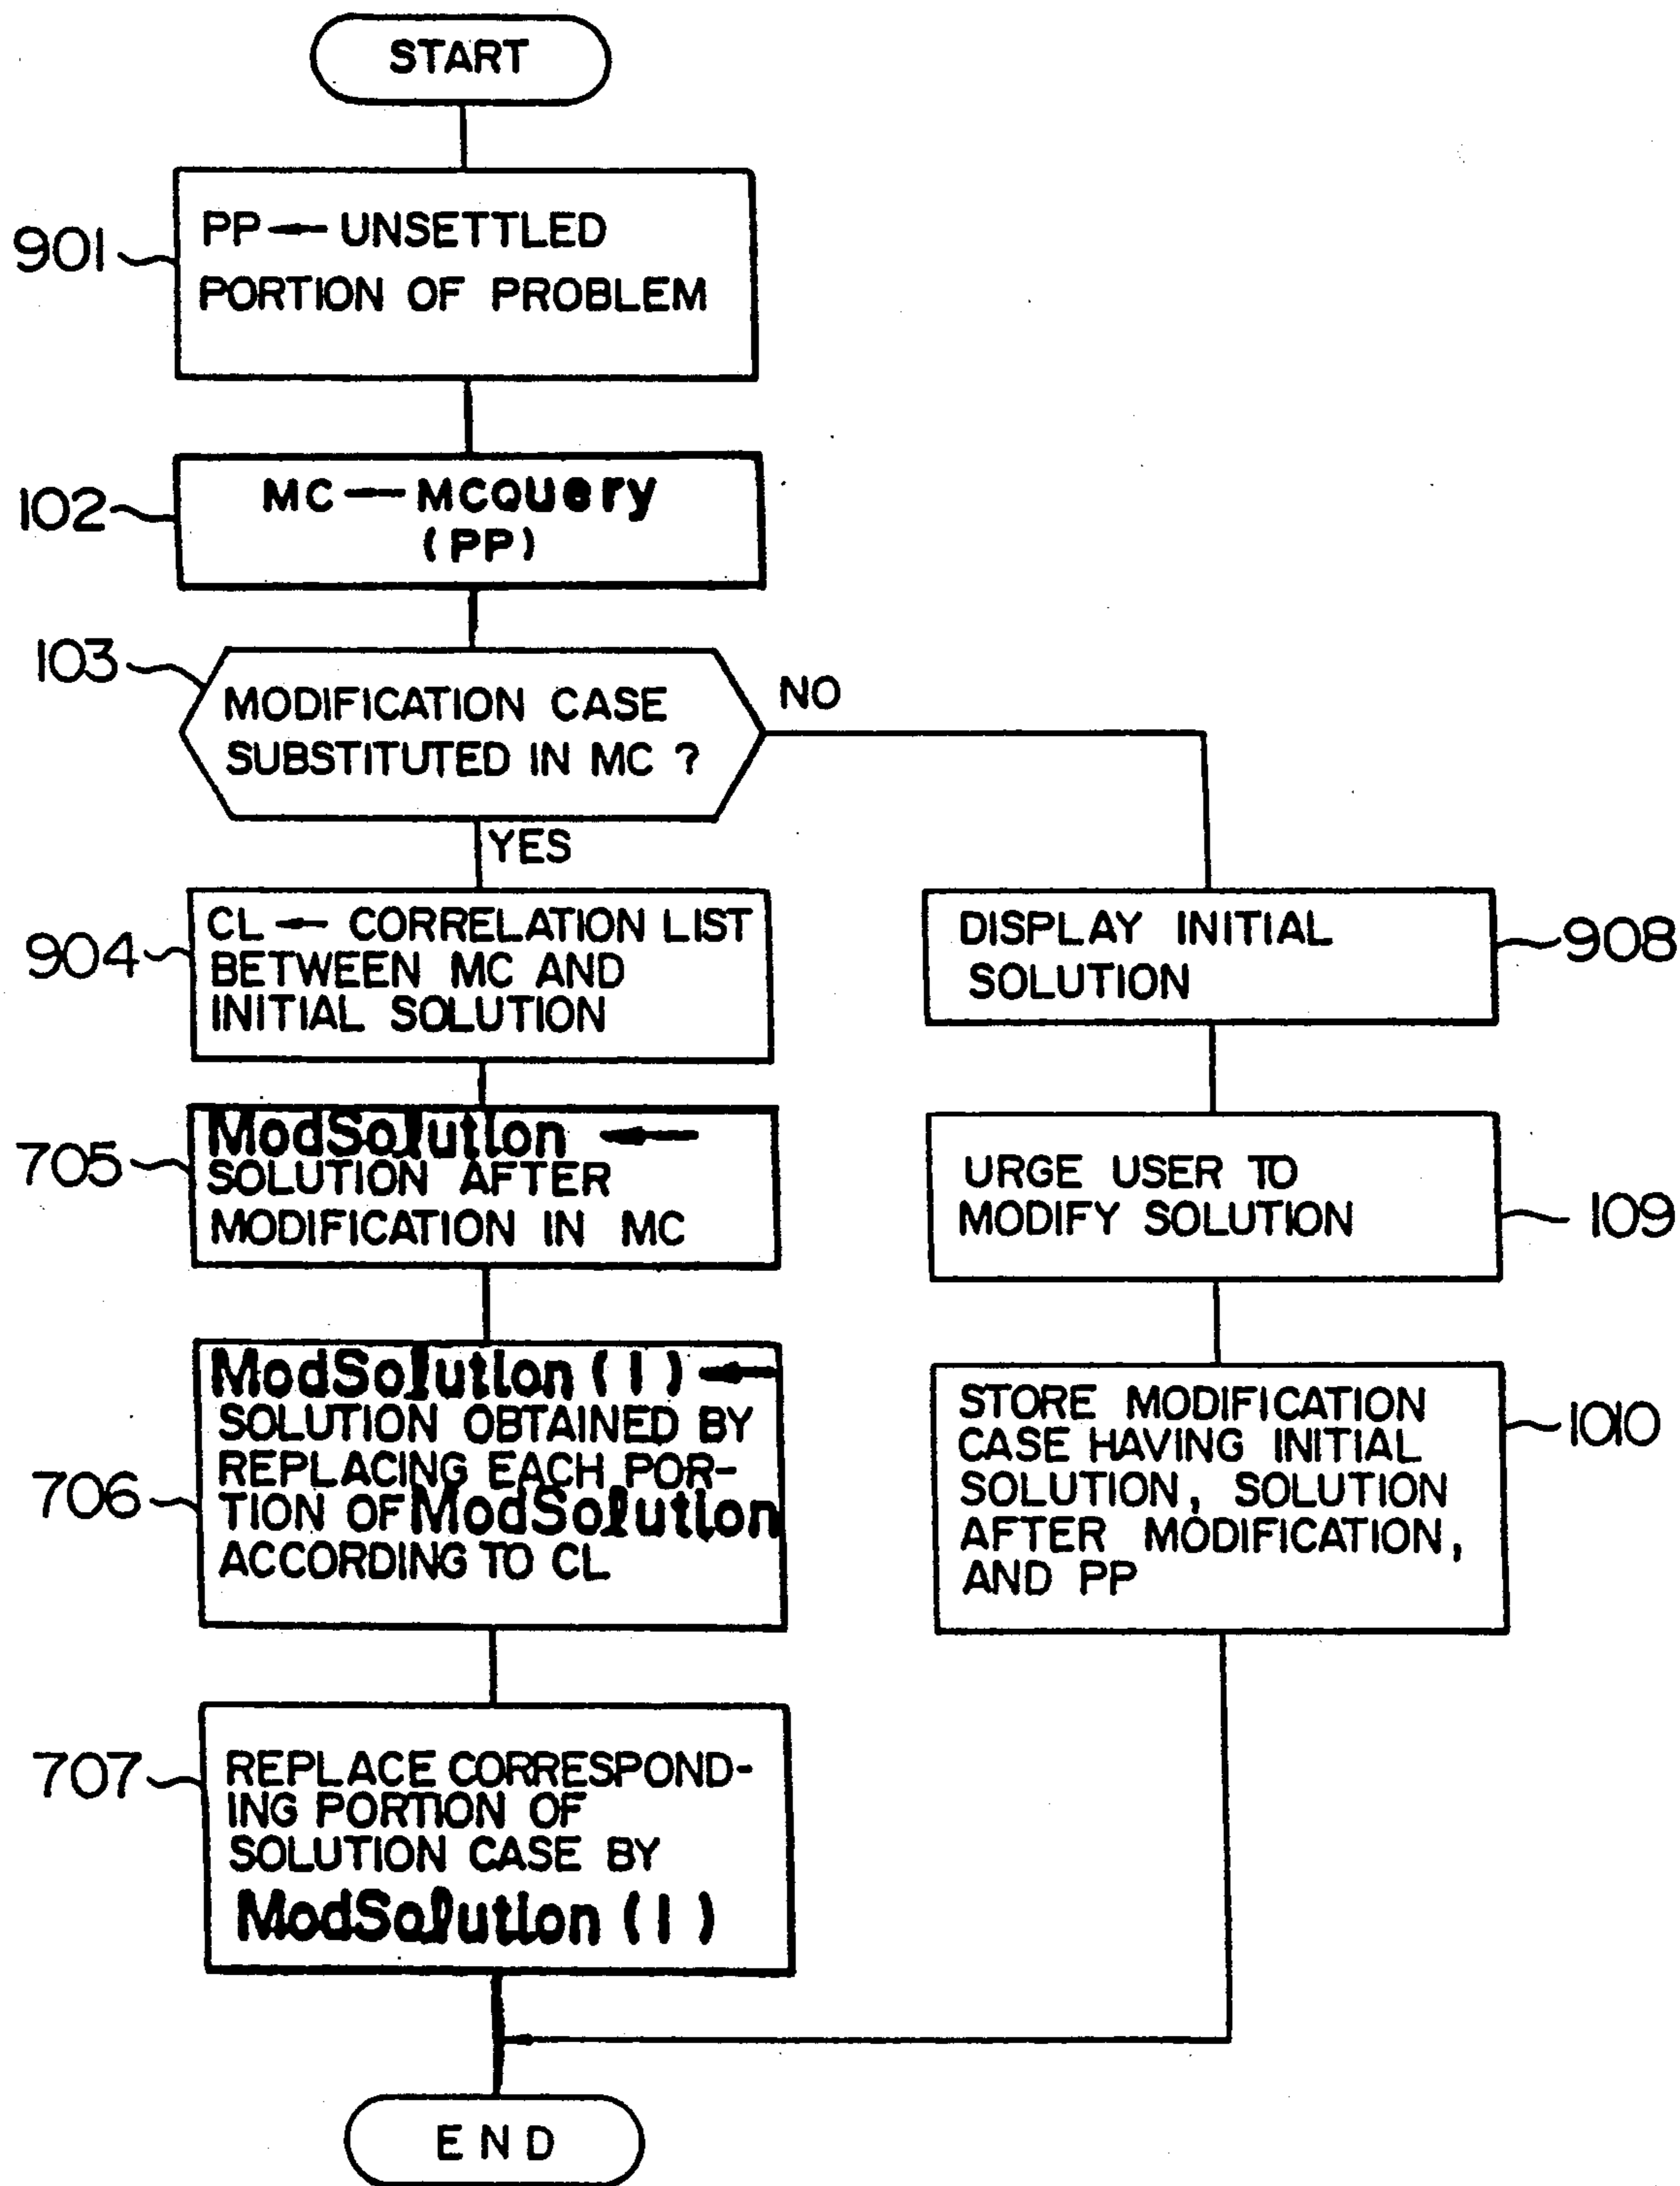 START
901
PP ← UNSETTLED
PORTION OF PROBLEM
102
MC — MCQuery
(PP)
103
MODIFICATION CASE
SUBSTITUTED IN MC ?
NO
YES
904
CL ← CORRELATION LIST
BETWEEN MC AND
INITIAL SOLUTION
705
ModSolution ←
SOLUTION AFTER
MODIFICATION IN MC
706
ModSolution ( I ) ←
SOLUTION OBTAINED BY
REPLACING EACH POR-
TION OF ModSolution
ACCORDING TO CL
707
REPLACE CORRESPOND-
ING PORTION OF
SOLUTION CASE BY
ModSolution ( I )
DISPLAY INITIAL
SOLUTION
908
URGE USER TO
MODIFY SOLUTION
109
STORE MODIFICATION
CASE HAVING INITIAL
SOLUTION, SOLUTION
AFTER MODIFICATION,
AND PP
1010
END